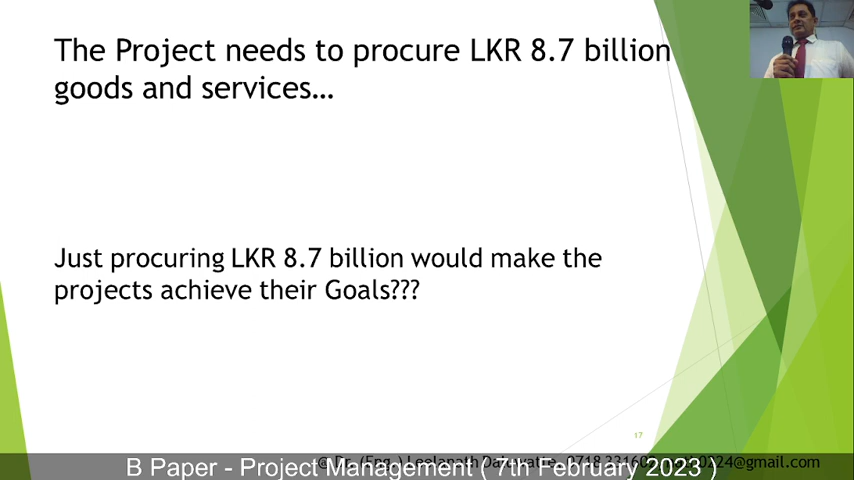 The Project needs to procure LKR 8.7 billion
goods and services…
Just procuring LKR 8.7 billion would make the
projects achieve their Goals???
17
B Paper - Project Management ( 7th February 2023 )